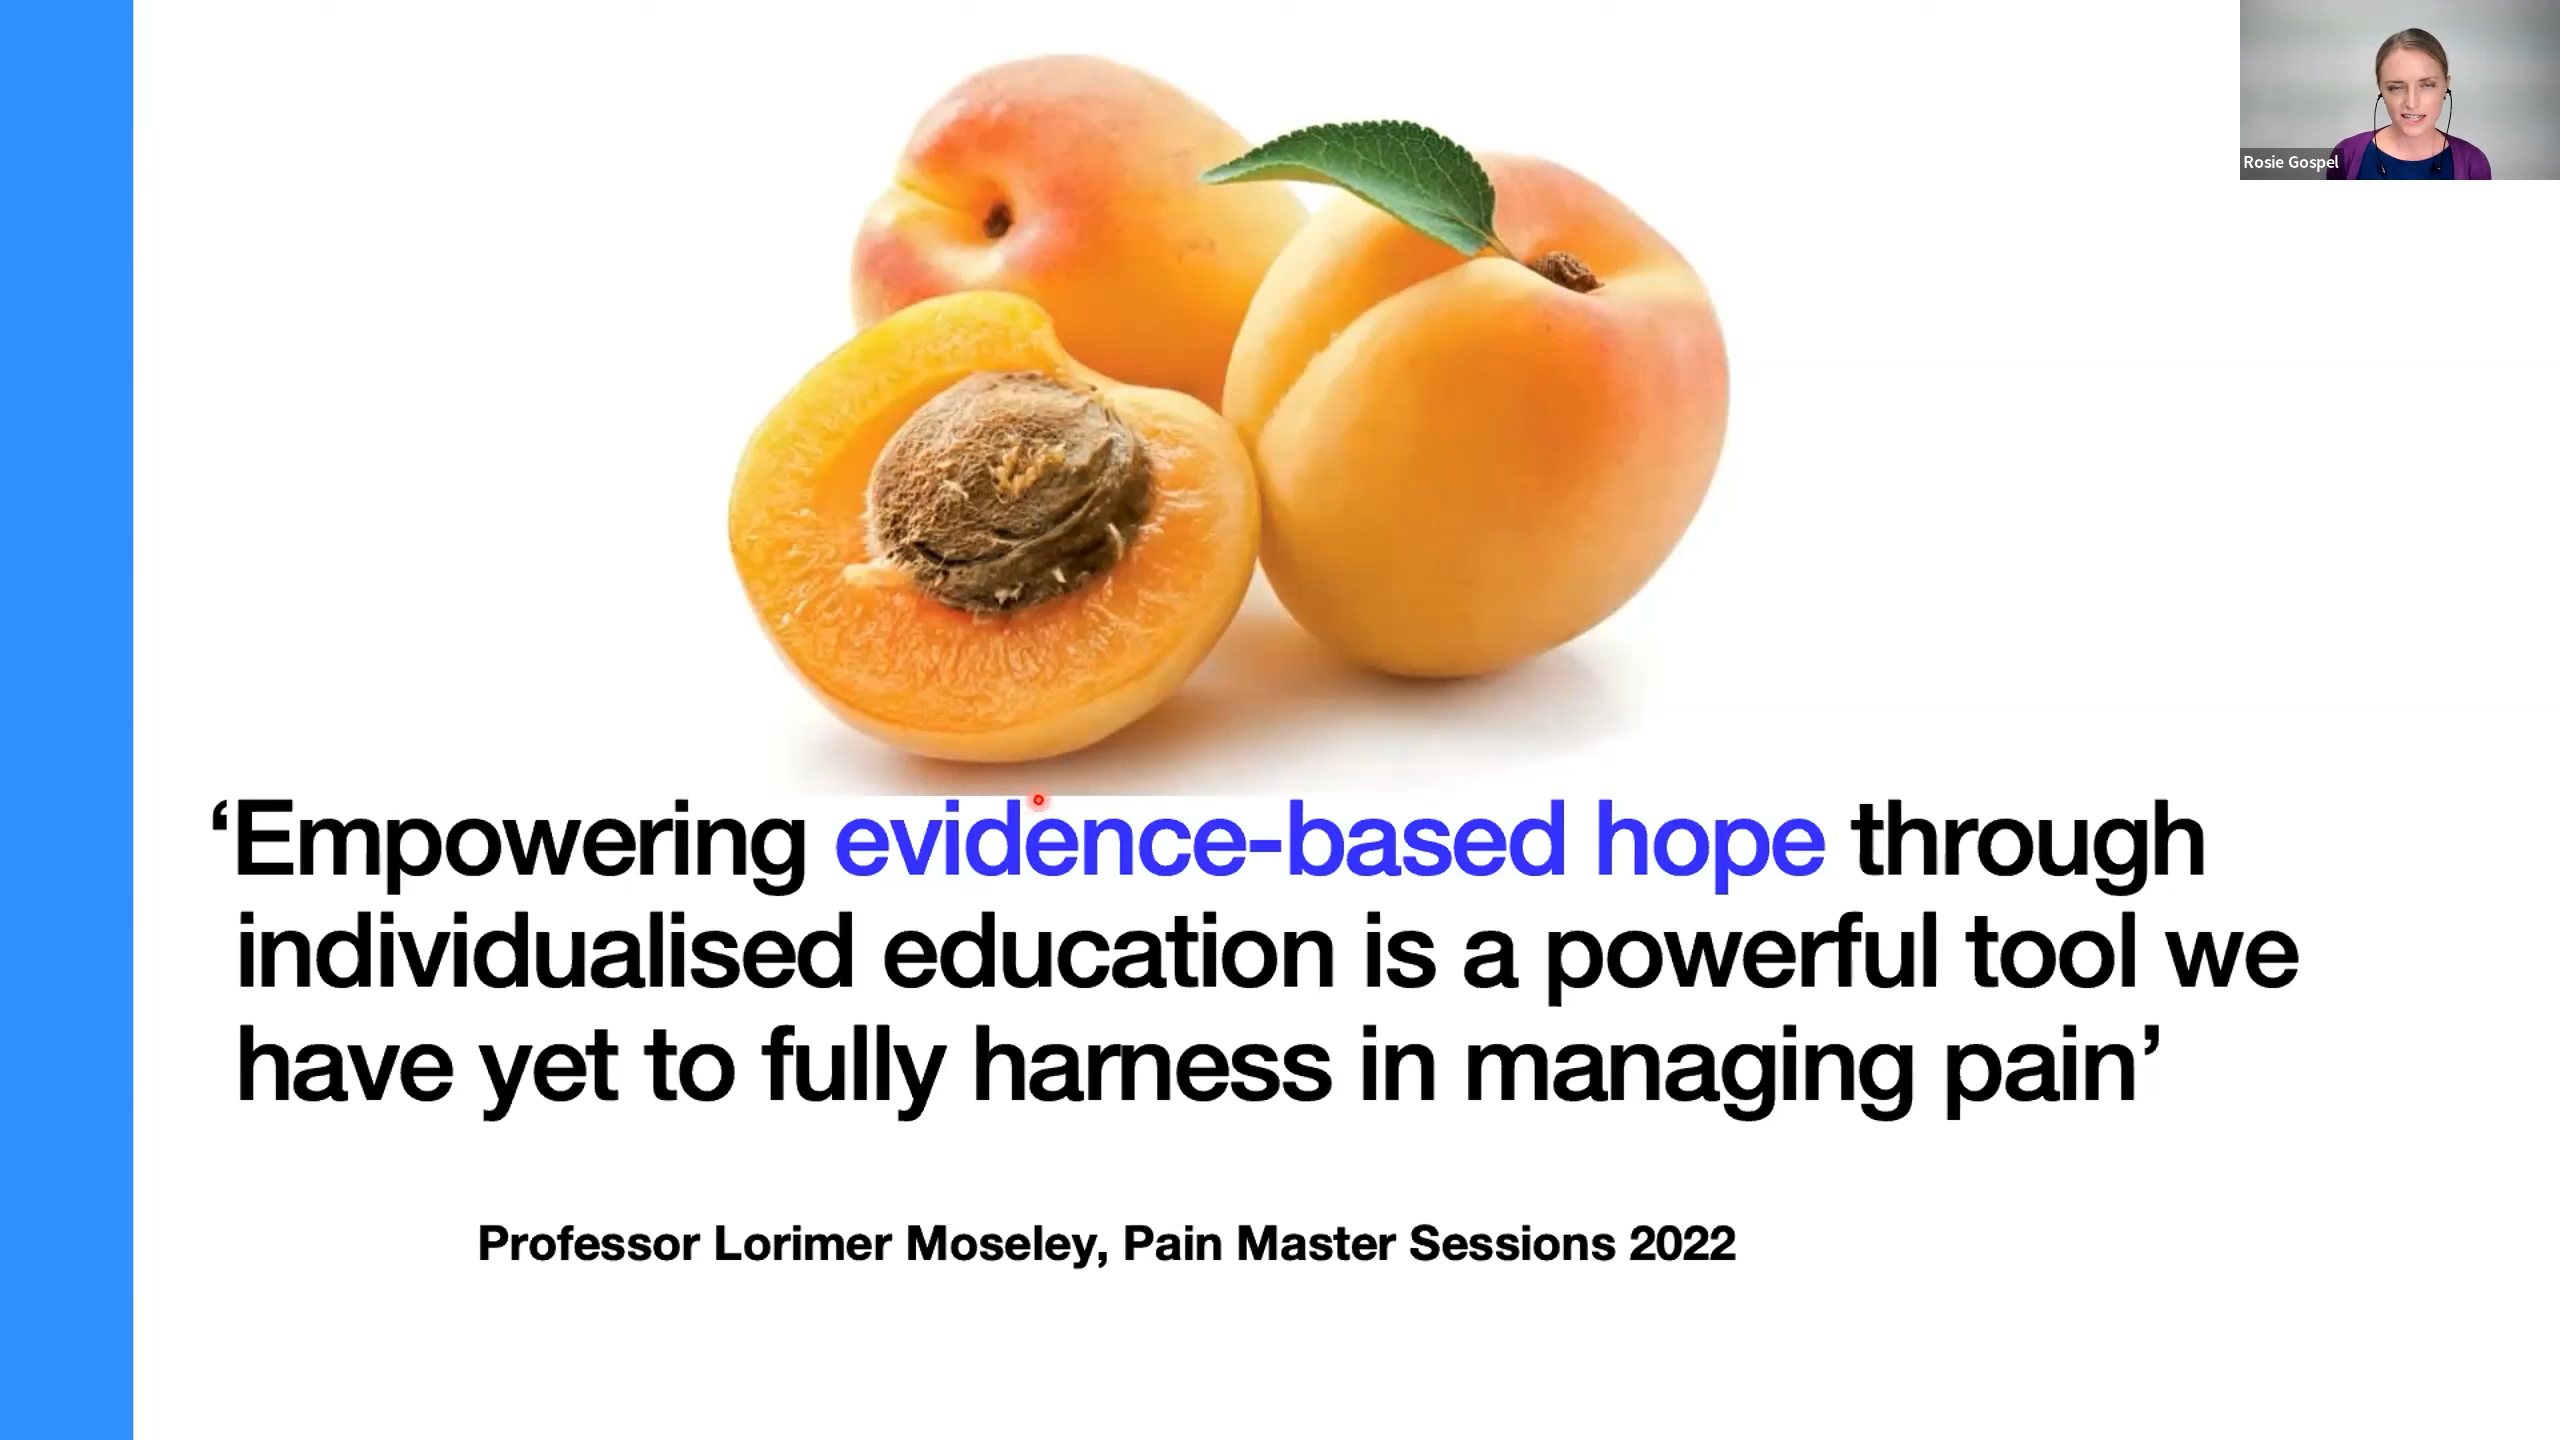 Rosie Gospel
‘Empowering evidence-based hope through
individualised education is a powerful tool we
have yet to fully harness in managing pain’
Professor Lorimer Moseley, Pain Master Sessions 2022